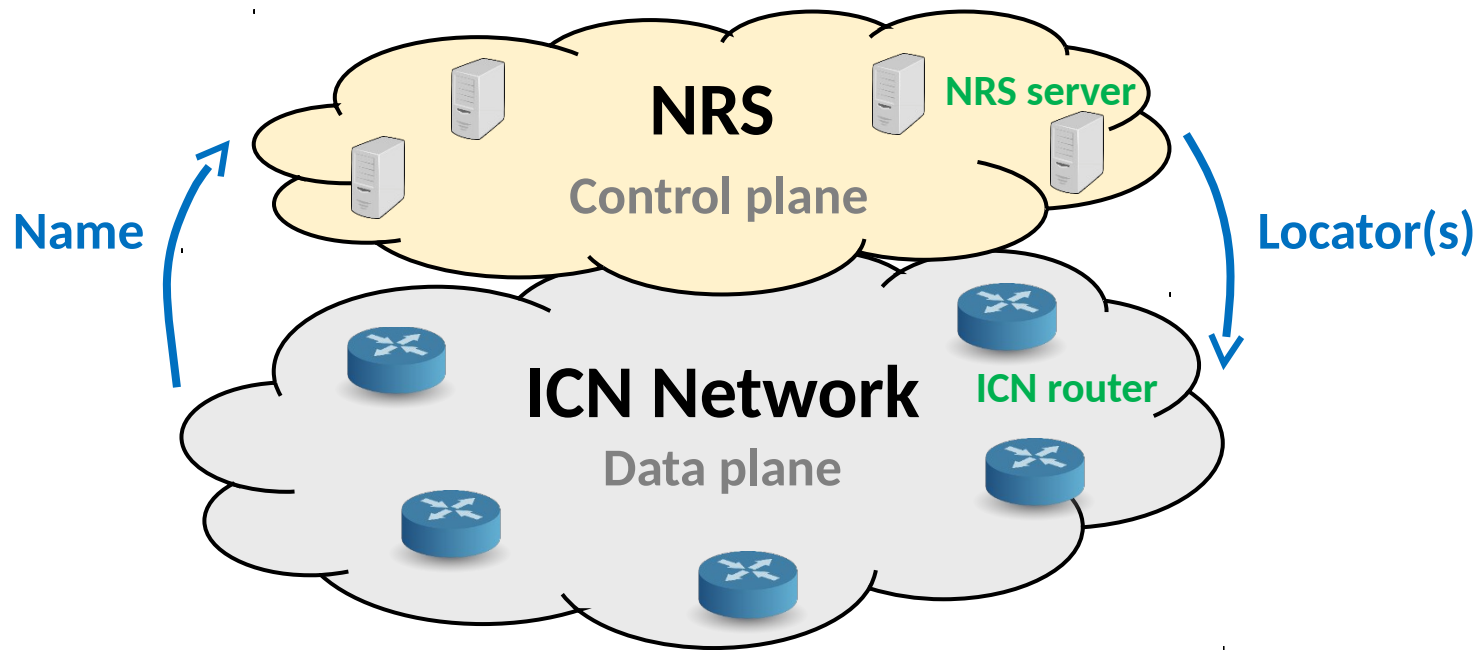 NRS
NRS server
Control plane
Name
Locator(s)
ICN Network
ICN router
Data plane